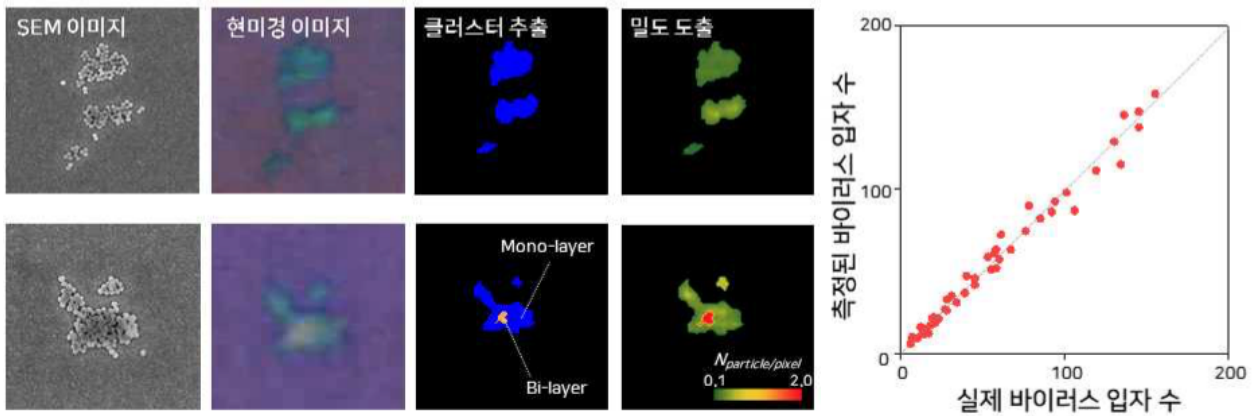 SEM 이미지
현미경 이미지
클러스터 추출
밀도 도출
Mono-layer
Bi-layer
Nparticle/pixel
0.1
2.0
측정된 바이러스 입자 수
200
100
0
0
100
200
실제 바이러스 입자 수